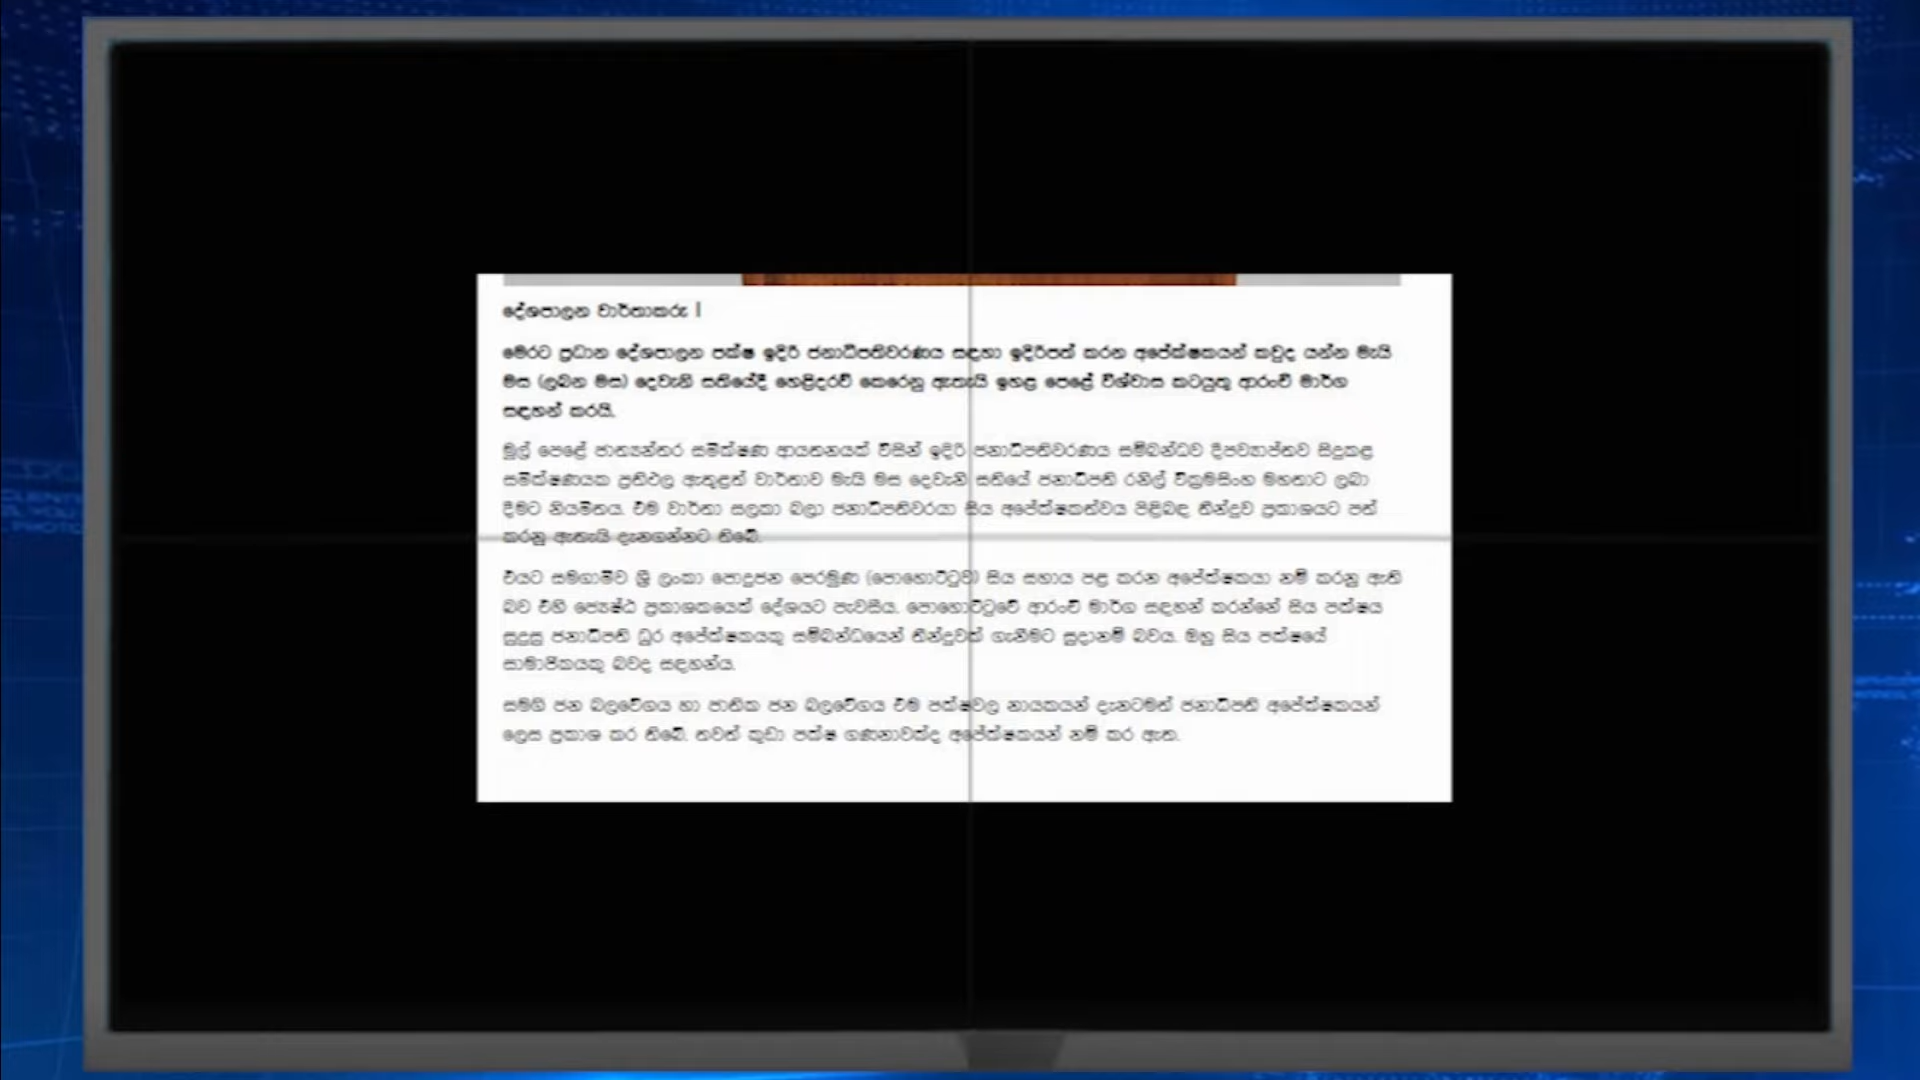 දේශපාලන වාර්තාකරු |
මෙරට ප්‍රධාන දේශපාලන පක්ෂ ඉදිරි ජනාධිපතිවරණය සඳහා ඉදිරිපත් කරන අපේක්ෂකයන් කවුද යන්න මැයි
මස (ලබන මස) දෙවැනි සතියේදී හෙළිදරව් කෙරෙනු ඇතැයි ඉහළ පෙළේ විශ්වාස කටයුතු ආරංචි මාර්ග
සඳහන් කරයි.
මුල් පෙළේ ජාත්‍යන්තර සමීක්ෂණ ආයතනයක් විසින් ඉදිරි ජනාධිපතිවරණය සම්බන්ධව දීපව්‍යාප්තව සිදුකළ
සමීක්ෂණයක ප්‍රතිඵල ඇතුළත් වාර්තාව මැයි මස දෙවැනි සතියේ ජනාධිපති රනිල් වික්‍රමසිංහ මහතාට ලබා
දීමට නියමිතය. එම වාර්තා සලකා බලා ජනාධිපතිවරයා සිය අපේක්ෂකත්වය පිළිබඳ තීන්දුව ප්‍රකාශයට පත්
කරනු ඇතැයි දැනගන්නට තිබේ.
එයට සමගාමීව ශ්‍රී ලංකා පොදුජන පෙරමුණ (පොහොට්ටුව) සිය සහාය පළ කරන අපේක්ෂකයා නම් කරනු ඇති
බව එහි ජ්‍යෙෂ්ඨ ප්‍රකාශකයෙක් දේශයට පැවසීය. පොහොට්ටුවේ ආරංචි මාර්ග සඳහන් කරන්නේ සිය පක්ෂය
සුදුසු ජනාධිපති ධුර අපේක්ෂකයකු සම්බන්ධයෙන් තීන්දුවක් ගැනීමට සූදානම් බවය. ඔහු සිය පක්ෂයේ
සාමාජිකයකු බවද සඳහන්ය.
සමගි ජන බලවේගය හා ජාතික ජන බලවේගය එම පක්ෂවල නායකයන් දැනටමත් ජනාධිපති අපේක්ෂකයන්
ලෙස ප්‍රකාශ කර තිබේ. තවත් කුඩා පක්ෂ ගණනාවක්ද අපේක්ෂකයන් නම් කර ඇත.